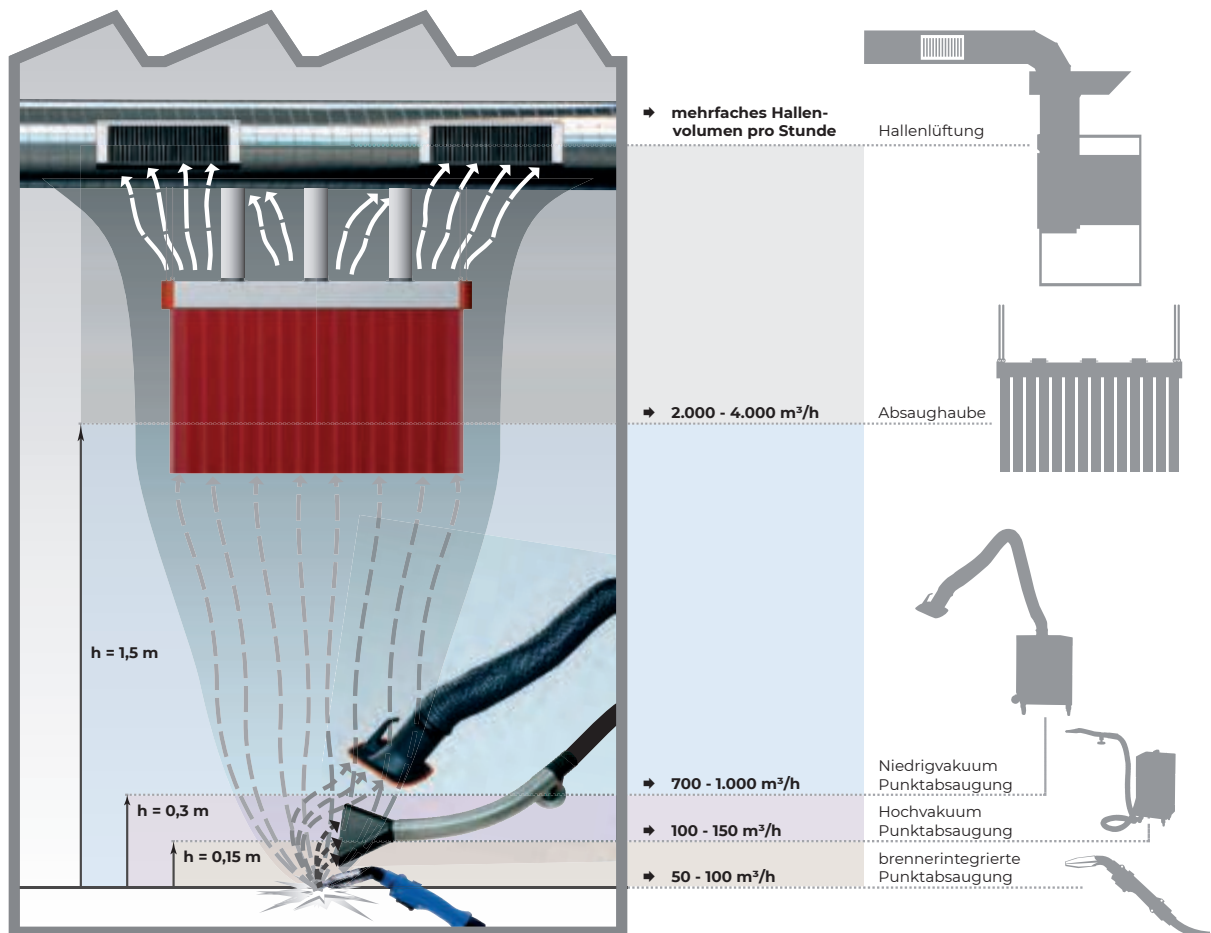 ➡ mehrfaches Hallen-
volumen pro Stunde
Hallenlüftung
➡ 2.000 - 4.000 m³/h
Absaughaube
h = 1,5 m
➡ 700 - 1.000 m³/h
Niedrigvakuum
Punktabsaugung
h = 0,3 m
➡ 100 - 150 m³/h
Hochvakuum
Punktabsaugung
h = 0,15 m
➡ 50 - 100 m³/h
brennerintegrierte
Punktabsaugung